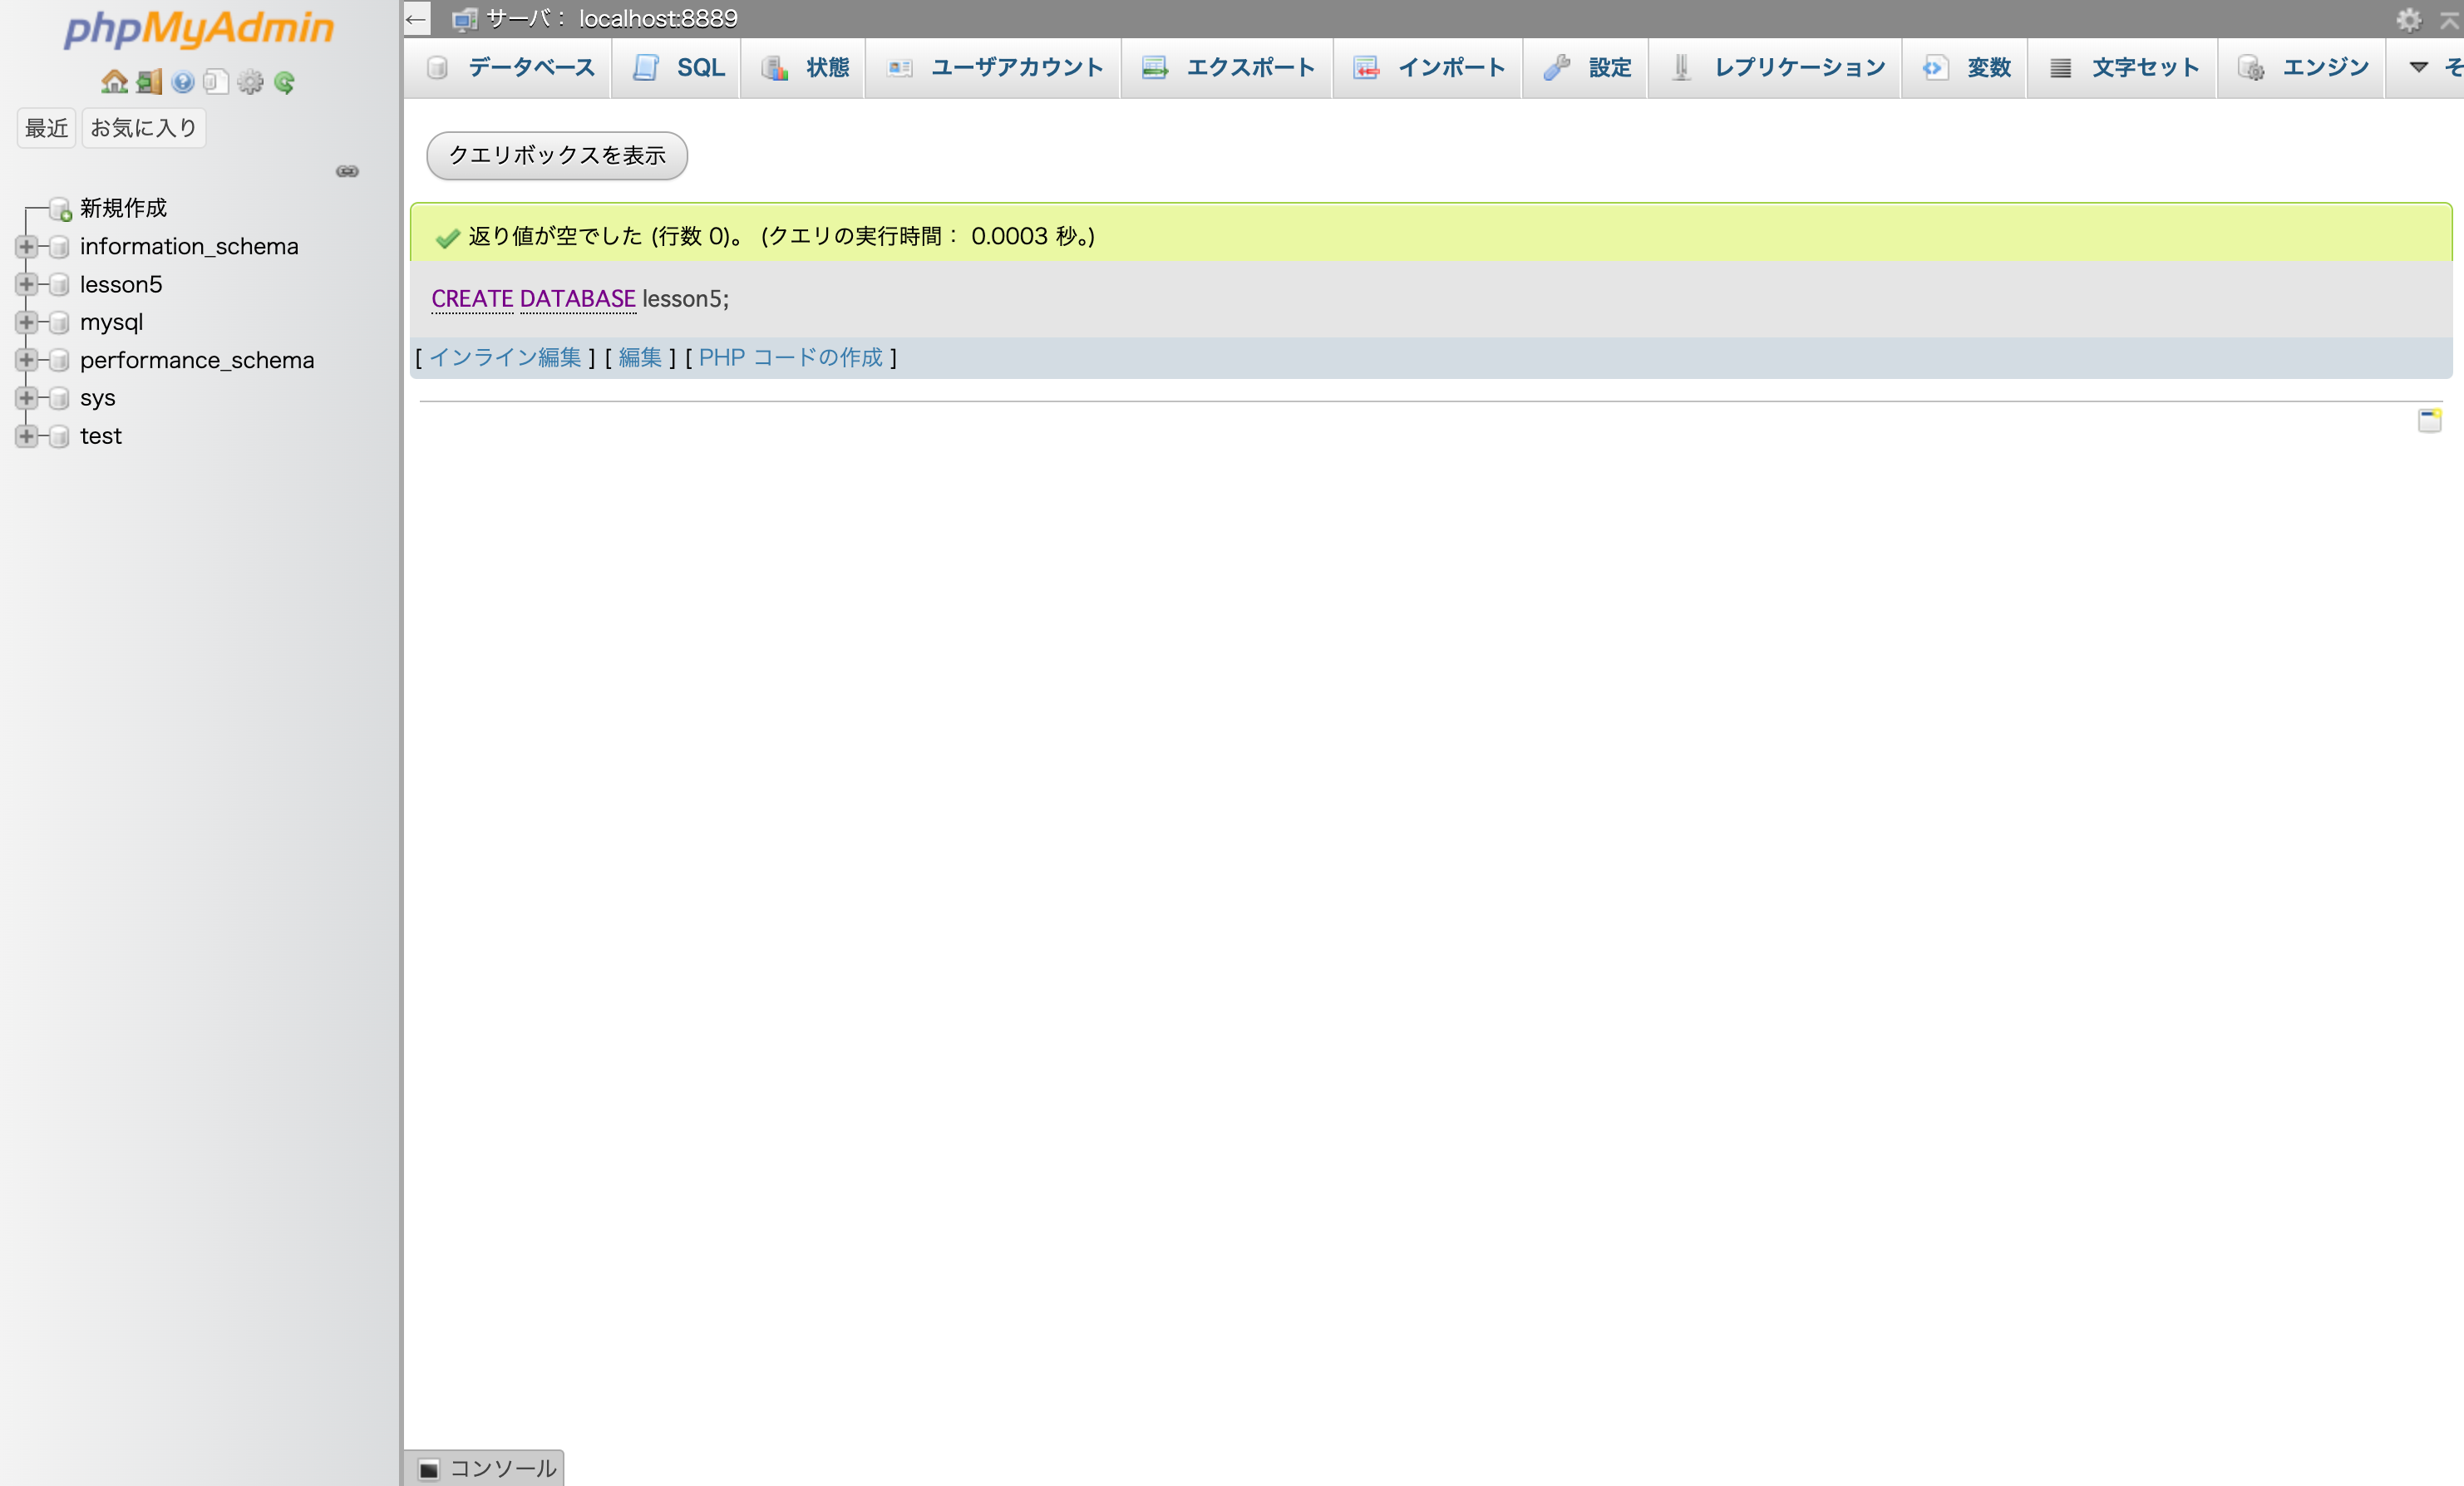 phpMyAdmin
最近 お気に入り
新規作成
information_schema
lesson5
mysql
performance_schema
sys
test
← サーバ： localhost:8889
データベース SQL 状態 ユーザアカウント エクスポート インポート 設定 レプリケーション 変数 文字セット エンジン そ
クエリボックスを表示
返り値が空でした (行数 0)。 (クエリの実行時間： 0.0003 秒。)
CREATE DATABASE lesson5;
[ インライン編集 ] [ 編集 ] [ PHP コードの作成 ]
コンソール